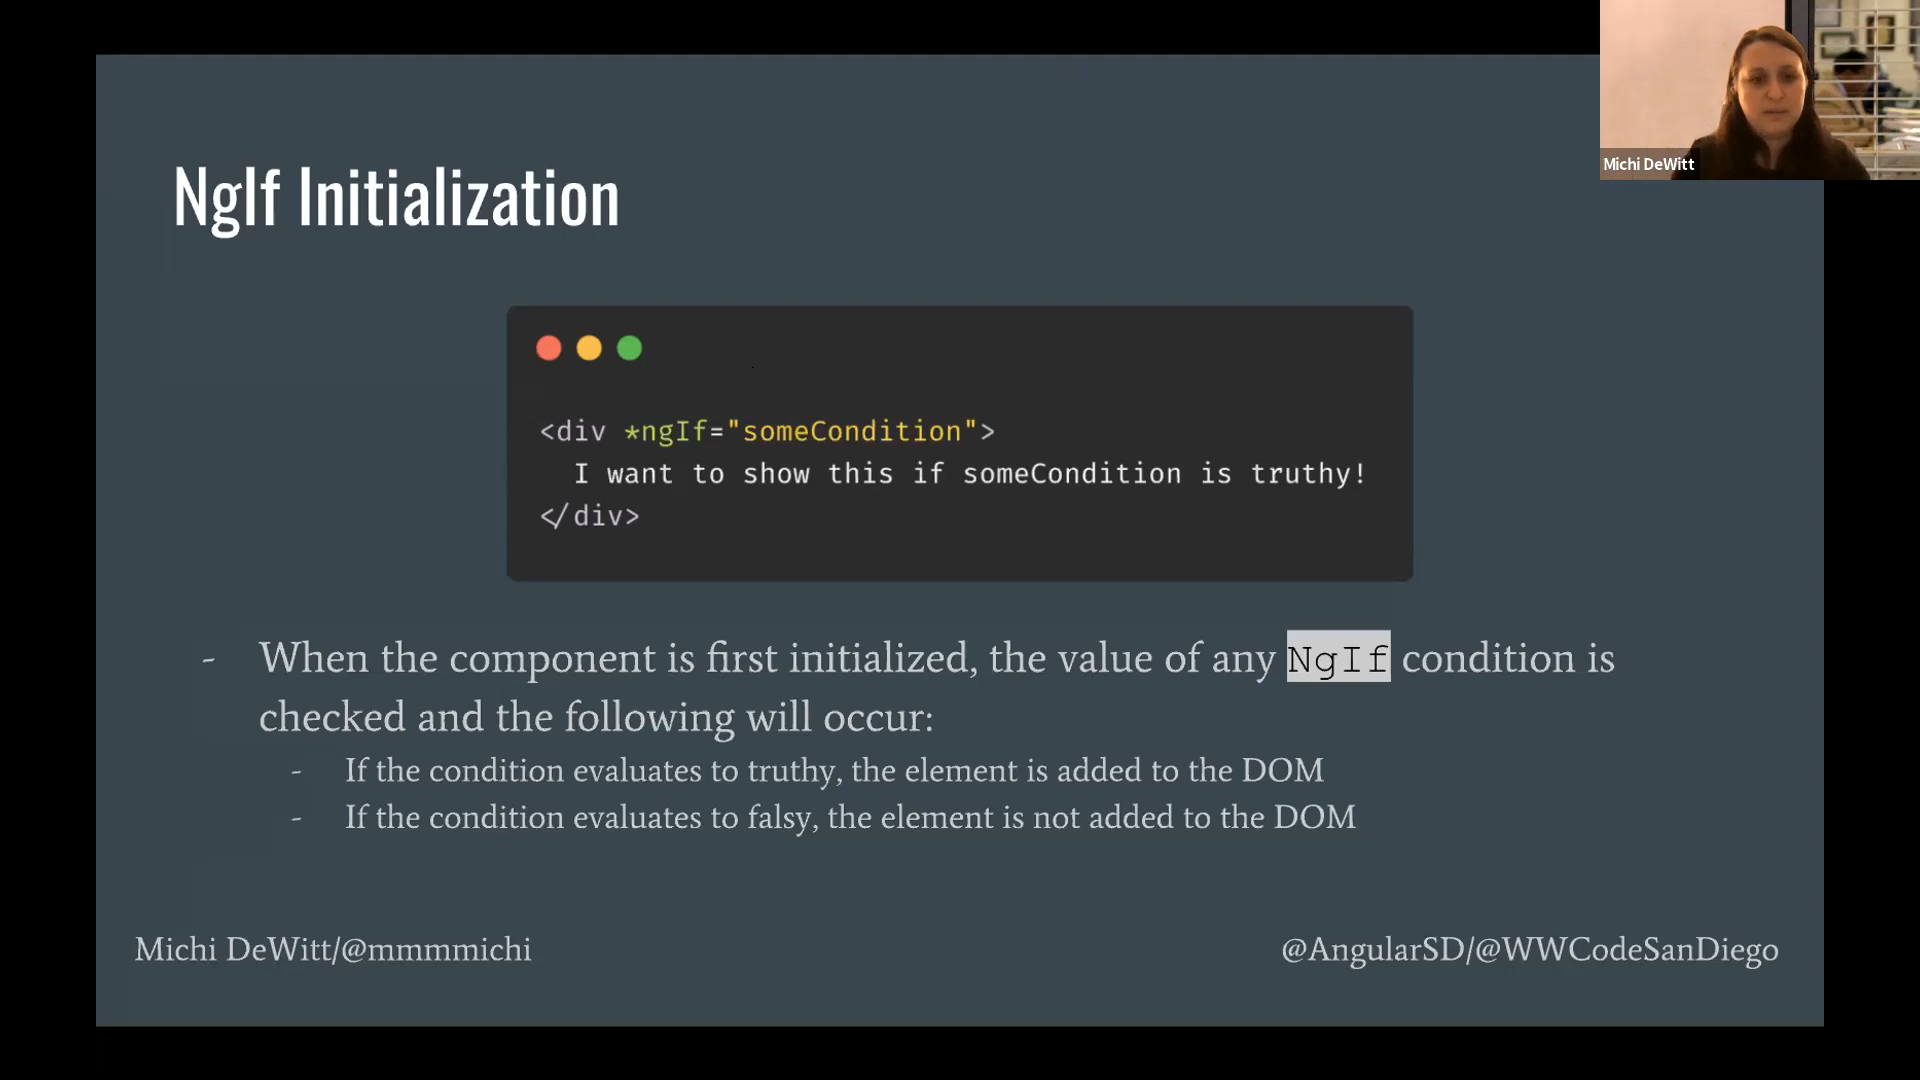 Michi DeWitt
NgIf Initialization
<div *ngIf="someCondition">
I want to show this if someCondition is truthy!
</div>
- When the component is first initialized, the value of any NgIf condition is
checked and the following will occur:
- If the condition evaluates to truthy, the element is added to the DOM
- If the condition evaluates to falsy, the element is not added to the DOM
Michi DeWitt/@mmmmichi
@AngularSD/@WWCodeSanDiego